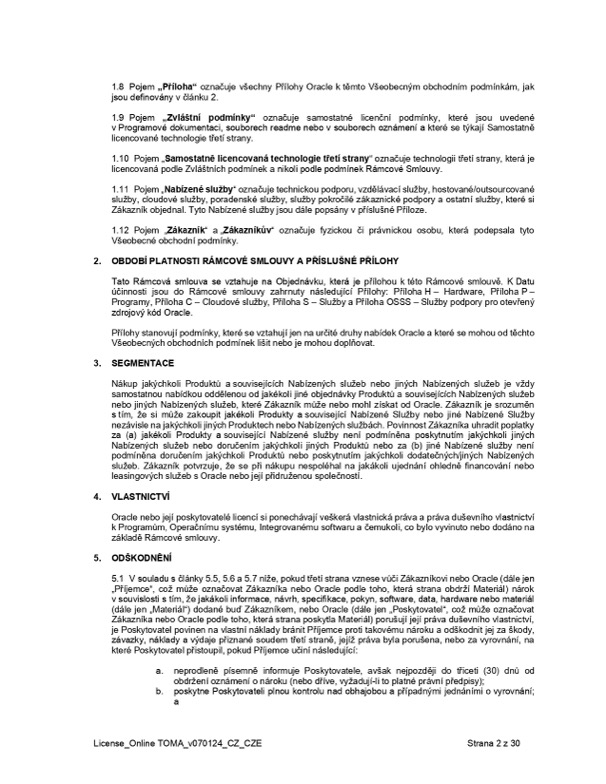 1.8 Pojem „Příloha“ označuje všechny Přílohy Oracle k těmto Všeobecným obchodním podmínkám, jak
jsou definovány v článku 2.
1.9 Pojem „Zvláštní podmínky“ označuje samostatné licenční podmínky, které jsou uvedené
v Programové dokumentaci, souborech readme nebo v souborech oznámení a které se týkají Samostatně
licencované technologie třetí strany.
1.10 Pojem „Samostatně licencovaná technologie třetí strany“ označuje technologii třetí strany, která je
licencovaná podle Zvláštních podmínek a nikoli podle podmínek Rámcové Smlouvy.
1.11 Pojem „Nabízené služby“ označuje technickou podporu, vzdělávací služby, hostované/outsourcované
služby, cloudové služby, poradenské služby, služby pokročilé zákaznické podpory a ostatní služby, které si
Zákazník objednal. Tyto Nabízené služby jsou dále popsány v příslušné Příloze.
1.12 Pojem „Zákazník“ a „Zákazníkův“ označuje fyzickou či právnickou osobu, která podepsala tyto
Všeobecné obchodní podmínky.
2. OBDOBÍ PLATNOSTI RÁMCOVÉ SMLOUVY A PŘÍSLUŠNÉ PŘÍLOHY
Tato Rámcová smlouva se vztahuje na Objednávku, která je přílohou k této Rámcové smlouvě. K Datu
účinnosti jsou do Rámcové smlouvy zahrnuty následující Přílohy: Příloha H – Hardware, Příloha P –
Programy, Příloha C – Cloudové služby, Příloha S – Služby a Příloha OSSS – Služby podpory pro otevřený
zdrojový kód Oracle.
Přílohy stanovují podmínky, které se vztahují jen na určité druhy nabídek Oracle a které se mohou od těchto
Všeobecných obchodních podmínek lišit nebo je mohou doplňovat.
3. SEGMENTACE
Nákup jakýchkoli Produktů a souvisejících Nabízených služeb nebo jiných Nabízených služeb je vždy
samostatnou nabídkou oddělenou od jakékoli jiné objednávky Produktů a souvisejících Nabízených služeb
nebo jiných Nabízených služeb, které Zákazník může nebo mohl získat od Oracle. Zákazník je srozuměn
s tím, že si může zakoupit jakékoli Produkty a související Nabízené Služby nebo jiné Nabízené Služby
nezávisle na jakýchkoli jiných Produktech nebo Nabízených službách. Povinnost Zákazníka uhradit poplatky
za (a) jakékoli Produkty a související Nabízené služby není podmíněna poskytnutím jakýchkoli jiných
Nabízených služeb nebo doručením jakýchkoli jiných Produktů nebo za (b) jiné Nabízené služby není
podmíněna doručením jakýchkoli Produktů nebo poskytnutím jakýchkoli dodatečných/jiných Nabízených
služeb. Zákazník potvrzuje, že se při nákupu nespoléhal na jakákoli ujednání ohledně financování nebo
leasingových služeb s Oracle nebo její přidruženou společností.
4. VLASTNICTVÍ
Oracle nebo její poskytovatelé licencí si ponechávají veškerá vlastnická práva a práva duševního vlastnictví
k Programům, Operačnímu systému, Integrovanému softwaru a čemukoli, co bylo vyvinuto nebo dodáno na
základě Rámcové smlouvy.
5. ODŠKODNĚNÍ
5.1 V souladu s články 5.5, 5.6 a 5.7 níže, pokud třetí strana vznese vůči Zákazníkovi nebo Oracle (dále jen
„Příjemce“, což může označovat Zákazníka nebo Oracle podle toho, která strana obdrží Materiál) nárok
v souvislosti s tím, že jakákoli informace, návrh, specifikace, pokyn, software, data, hardware nebo materiál
(dále jen „Materiál“) dodané buď Zákazníkem, nebo Oracle (dále jen „Poskytovatel“, což může označovat
Zákazníka nebo Oracle podle toho, která strana poskytla Materiál) porušují její práva duševního vlastnictví,
je Poskytovatel povinen na vlastní náklady bránit Příjemce proti takovému nároku a odškodnit jej za škody,
závazky, náklady a výdaje přiznané soudem třetí straně, jejíž práva byla porušena, nebo za vyrovnání, na
které Poskytovatel přistoupil, pokud Příjemce učiní následující:
a. neprodleně písemně informuje Poskytovatele, avšak nejpozději do třiceti (30) dnů od
obdržení oznámení o nároku (nebo dříve, vyžadují-li to platné právní předpisy);
b. poskytne Poskytovateli plnou kontrolu nad obhajobou a případnými jednáními o vyrovnání;
a
License_Online TOMA_v070124_CZ_CZE Strana 2 z 30